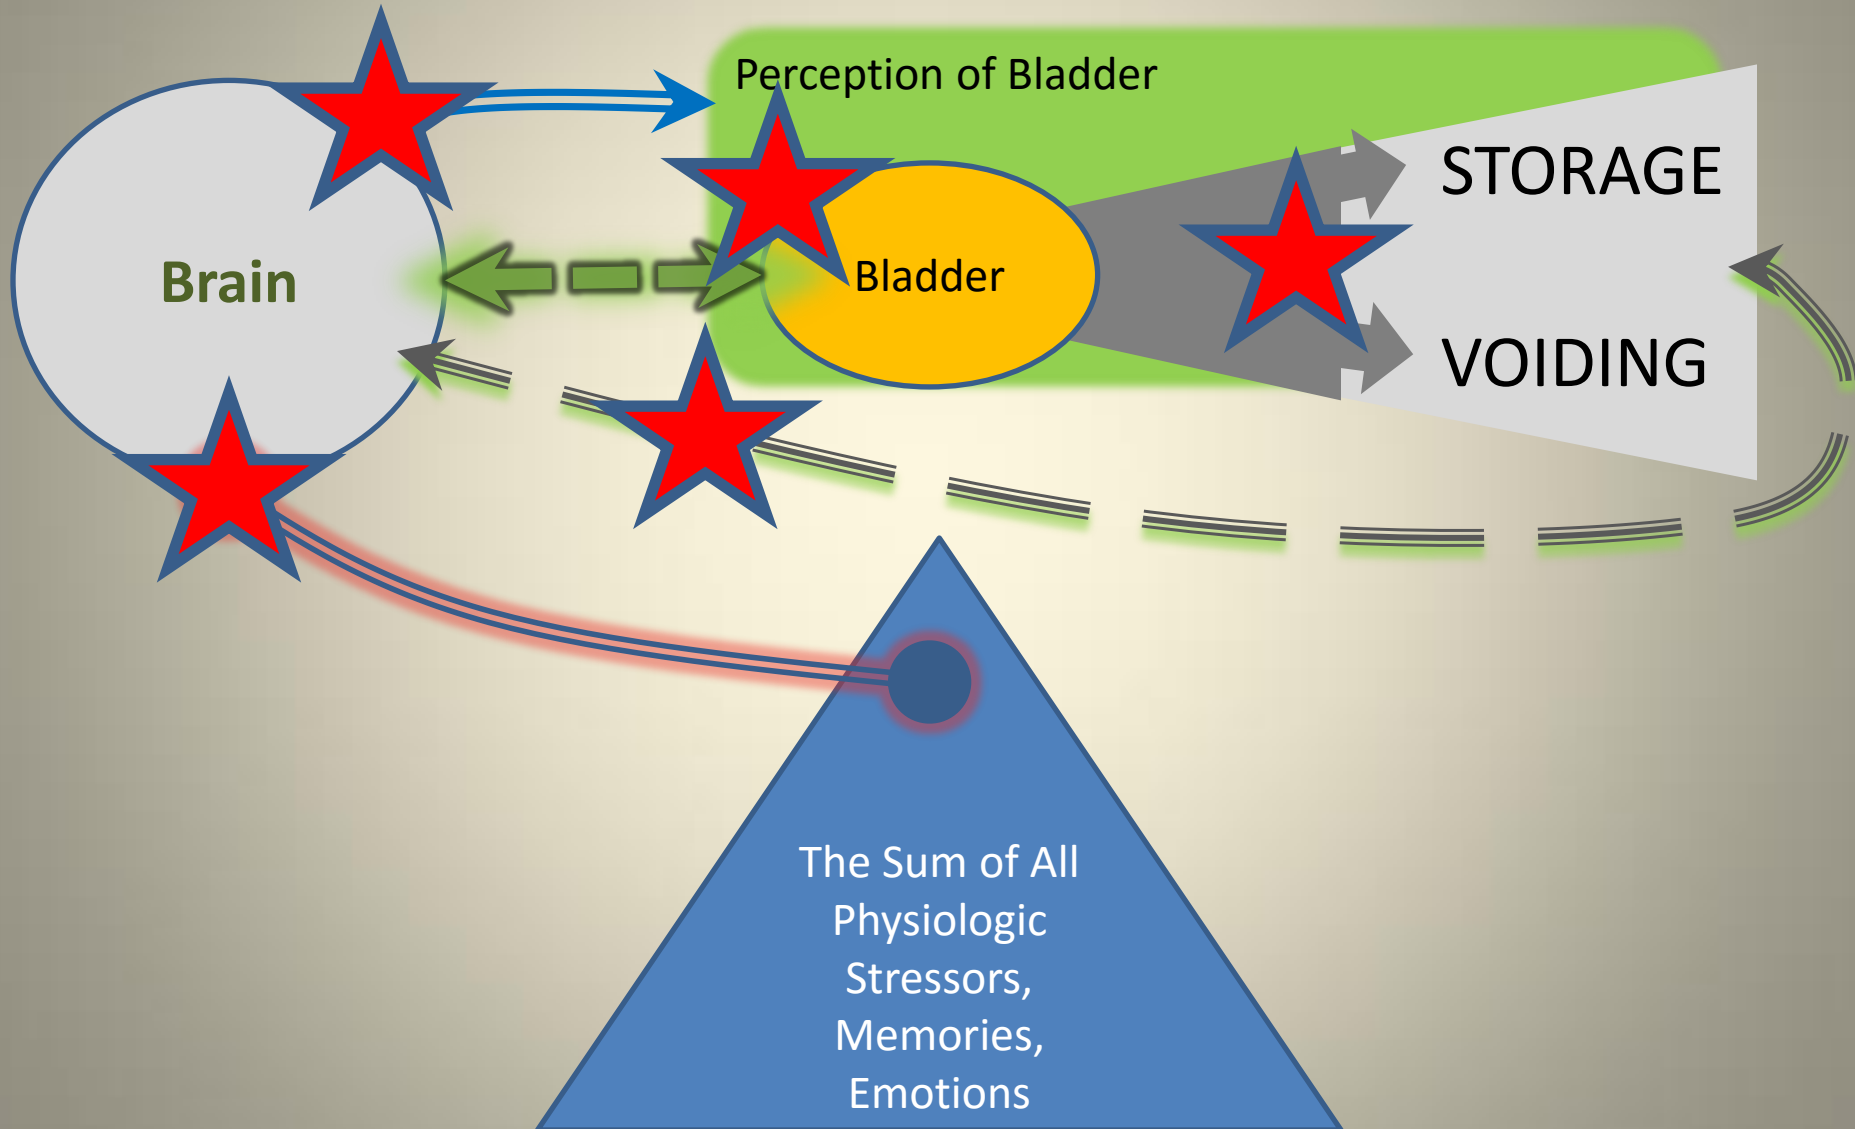 Perception of Bladder
STORAGE
Brain
Bladder
VOIDING
The Sum of All
Physiologic
Stressors,
Memories,
Emotions